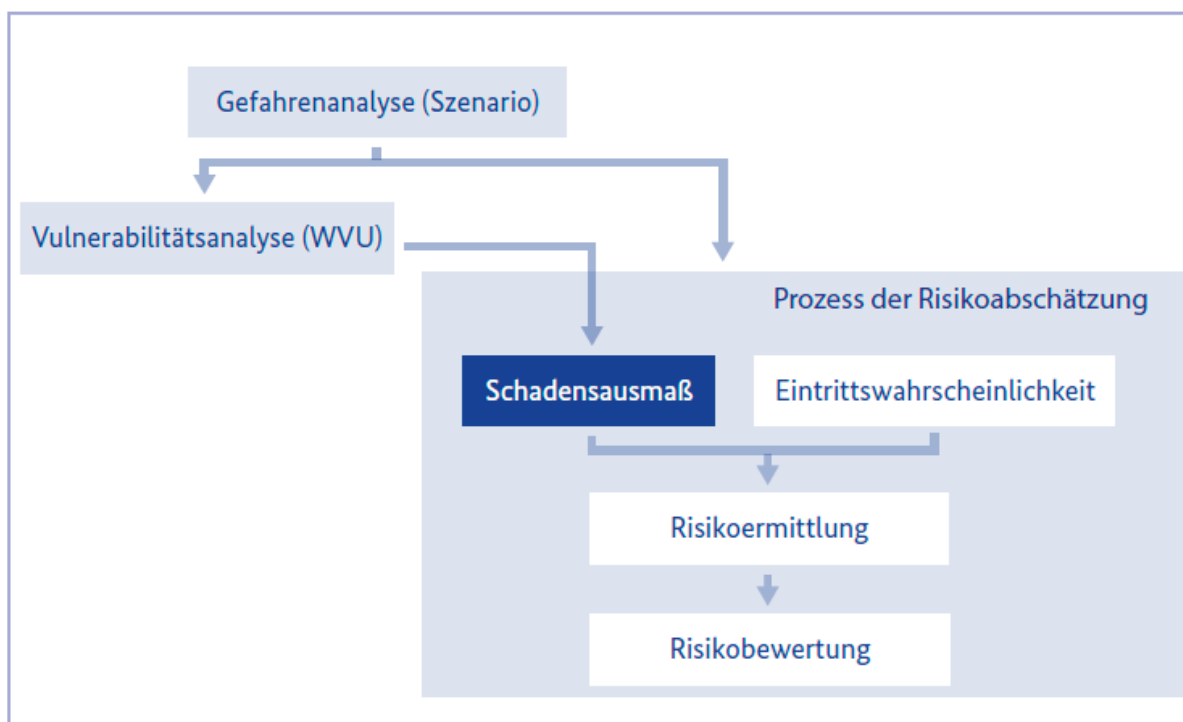 Gefahrenanalyse (Szenario)
Vulnerabilitätsanalyse (WVU)
Prozess der Risikoabschätzung
Schadensausmaß
Eintrittswahrscheinlichkeit
Risikoermittlung
Risikobewertung